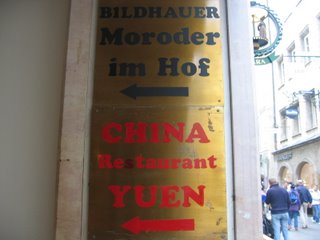 BILDHAUER
Moroder
im Hof
CHINA
Restaurant
YUEN